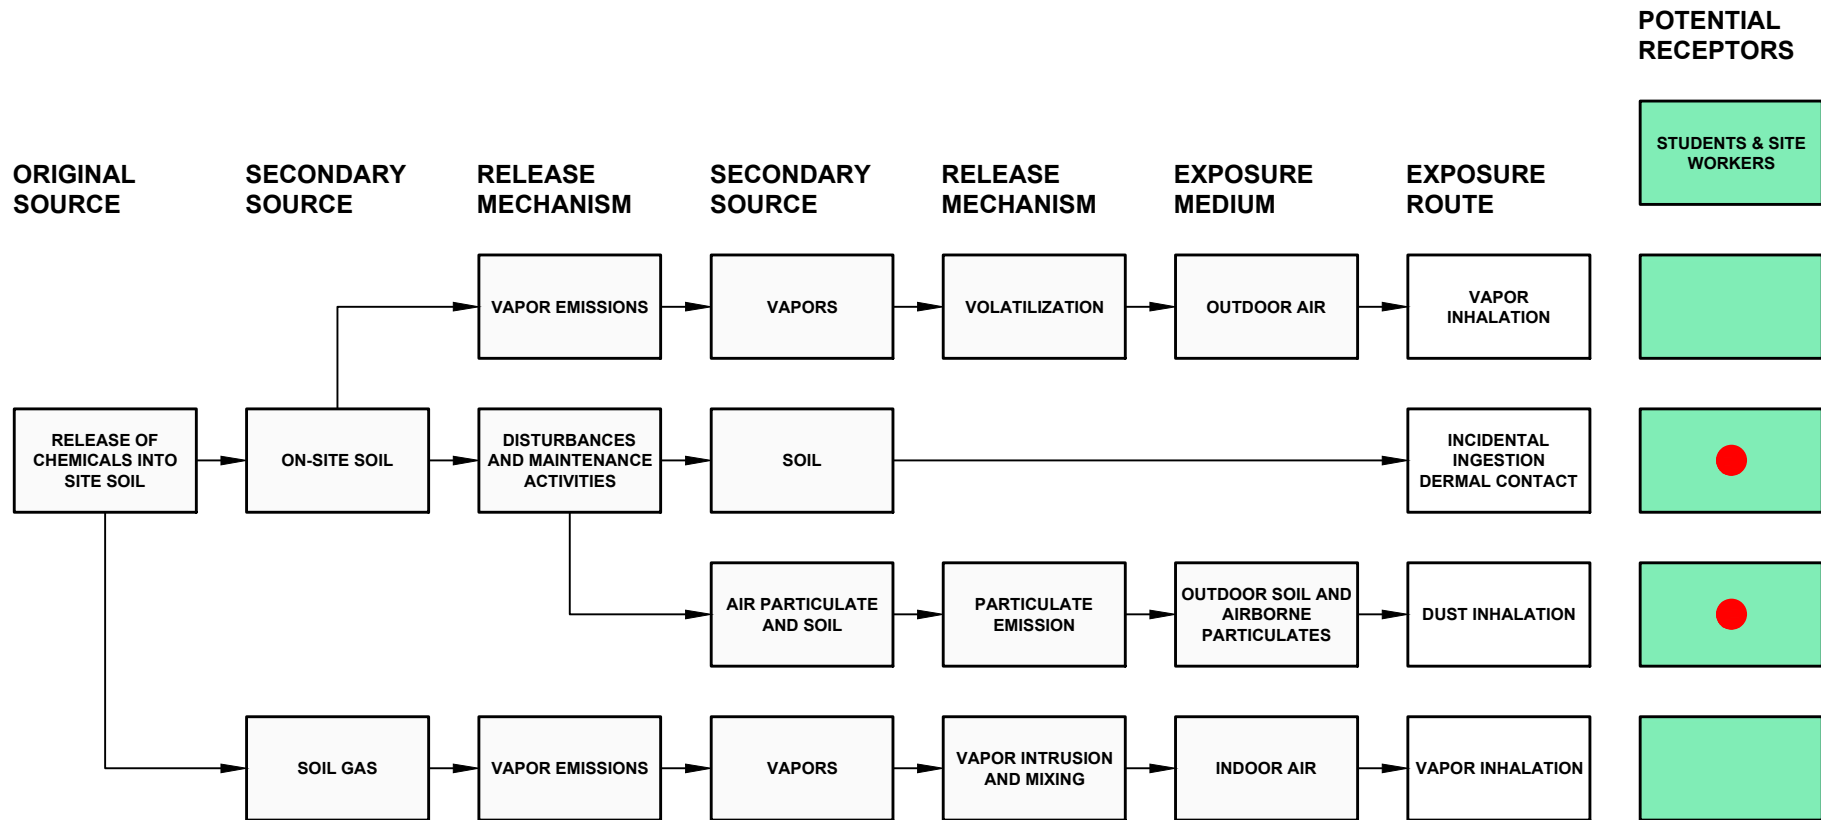 POTENTIAL
RECEPTORS
STUDENTS & SITE
WORKERS
ORIGINAL
SOURCE
SECONDARY
SOURCE
RELEASE
MECHANISM
SECONDARY
SOURCE
RELEASE
MECHANISM
EXPOSURE
MEDIUM
EXPOSURE
ROUTE
VAPOR EMISSIONS
VAPORS
VOLATILIZATION
OUTDOOR AIR
VAPOR
INHALATION
RELEASE OF
CHEMICALS INTO
SITE SOIL
ON-SITE SOIL
DISTURBANCES
AND MAINTENANCE
ACTIVITIES
SOIL
INCIDENTAL
INGESTION
DERMAL CONTACT
AIR PARTICULATE
AND SOIL
PARTICULATE
EMISSION
OUTDOOR SOIL AND
AIRBORNE
PARTICULATES
DUST INHALATION
SOIL GAS
VAPOR EMISSIONS
VAPORS
VAPOR INTRUSION
AND MIXING
INDOOR AIR
VAPOR INHALATION